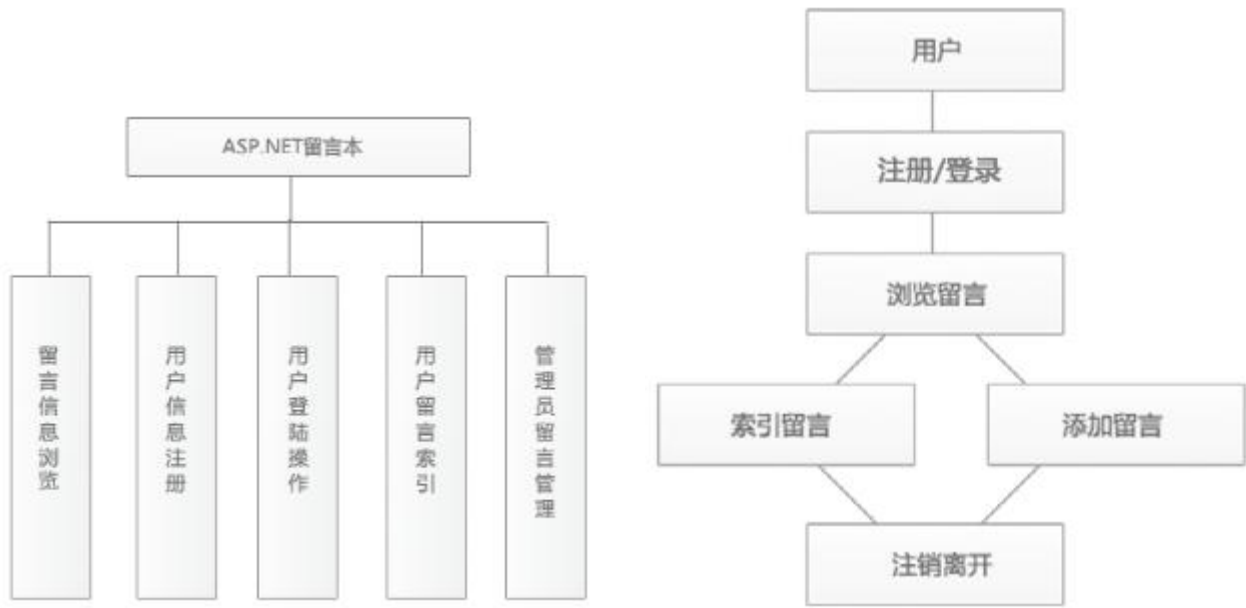 ASP.NET留言本
留言信息浏览
用户信息注册
用户登陆操作
用户留言索引
管理员留言管理
用户
注册/登录
浏览留言
索引留言
添加留言
注销离开